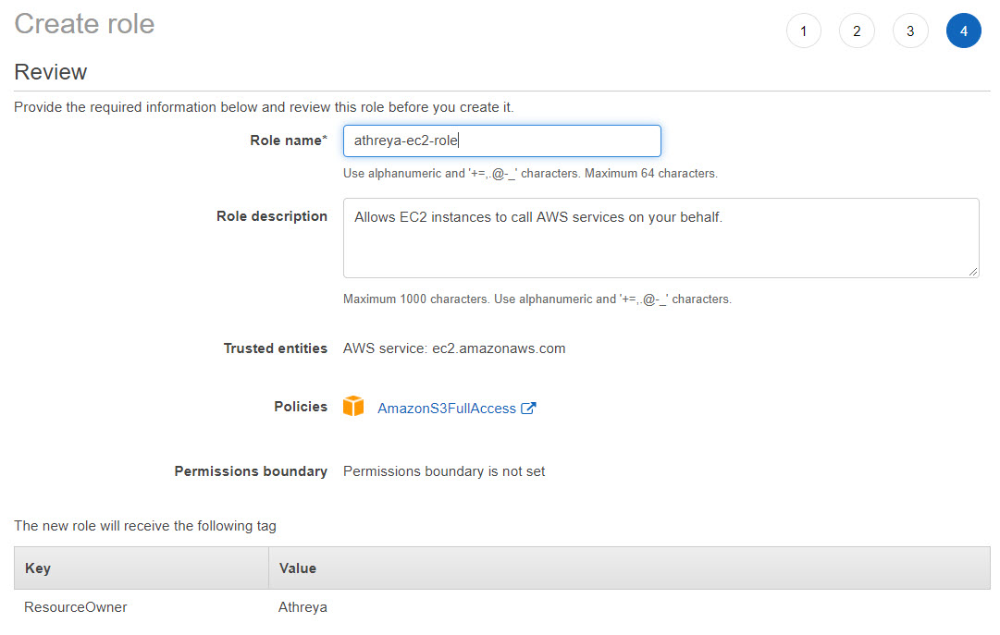 Create role
1 2 3 4
Review
Provide the required information below and review this role before you create it.
Role name* athreya-ec2-role
Use alphanumeric and '+=,.@-_' characters. Maximum 64 characters.
Role description Allows EC2 instances to call AWS services on your behalf.
Maximum 1000 characters. Use alphanumeric and '+=,.@-_' characters.
Trusted entities AWS service: ec2.amazonaws.com
Policies AmazonS3FullAccess
Permissions boundary Permissions boundary is not set
The new role will receive the following tag
Key Value
ResourceOwner Athreya